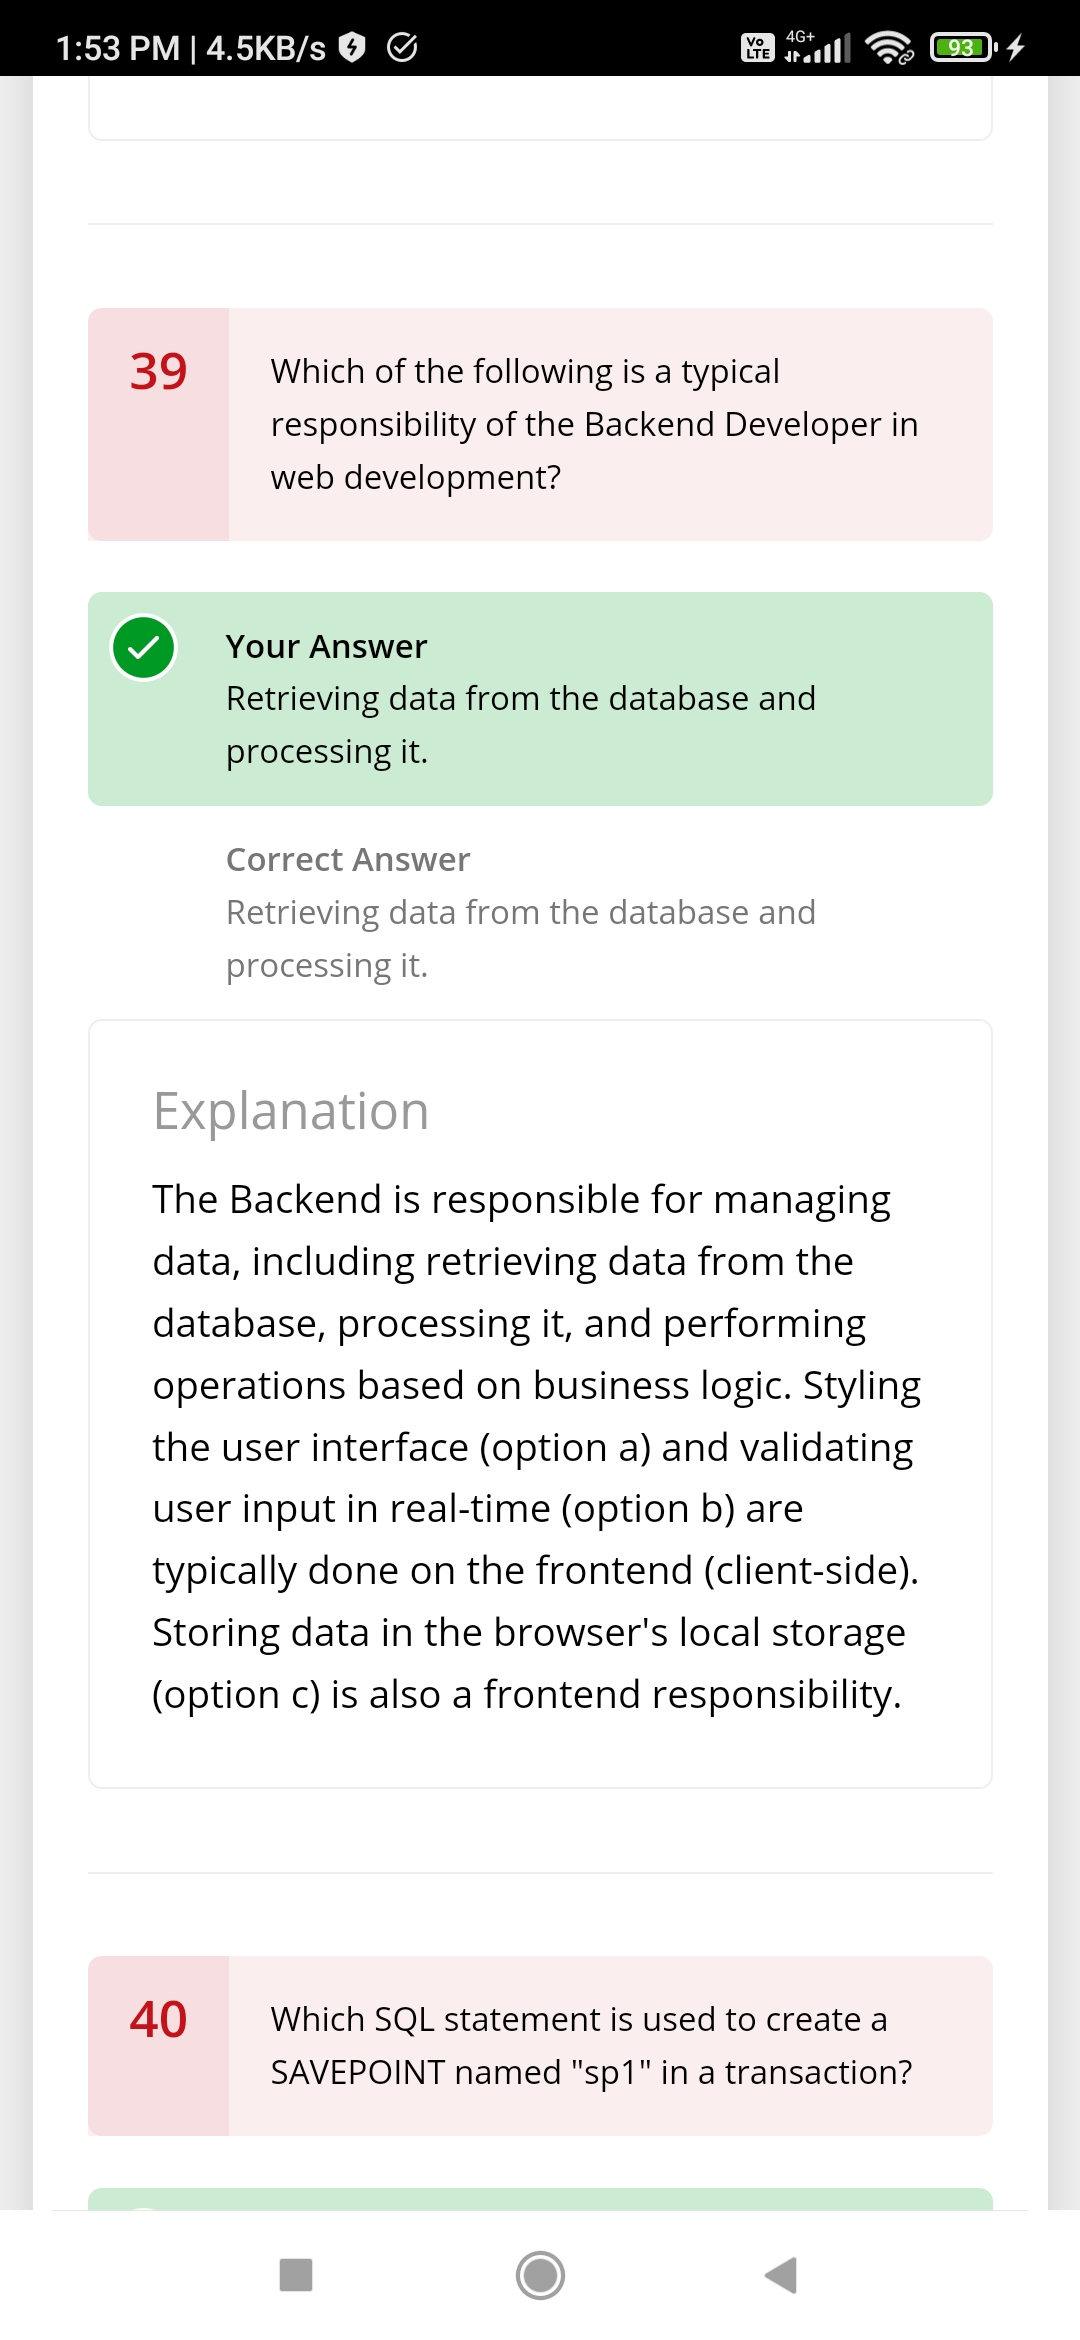 1:53 PM | 4.5KB/s
Vo LTE 4G+ 93
39
Which of the following is a typical
responsibility of the Backend Developer in
web development?
Your Answer
Retrieving data from the database and
processing it.
Correct Answer
Retrieving data from the database and
processing it.
Explanation
The Backend is responsible for managing
data, including retrieving data from the
database, processing it, and performing
operations based on business logic. Styling
the user interface (option a) and validating
user input in real-time (option b) are
typically done on the frontend (client-side).
Storing data in the browser's local storage
(option c) is also a frontend responsibility.
40
Which SQL statement is used to create a
SAVEPOINT named "sp1" in a transaction?